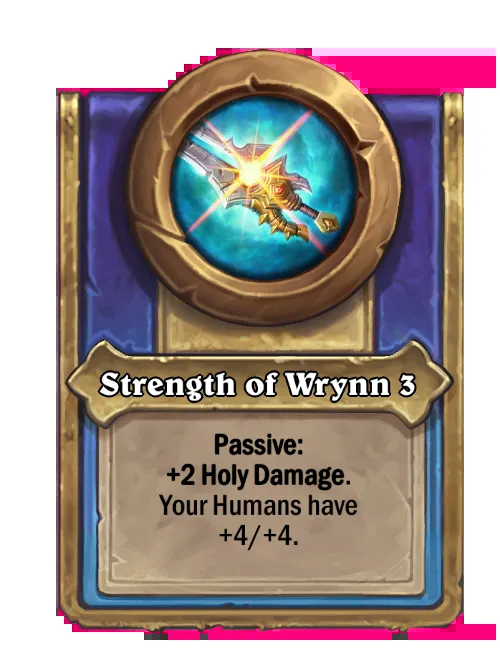 Strength of Wrynn 3
Passive:
+2 Holy Damage.
Your Humans have
+4/+4.